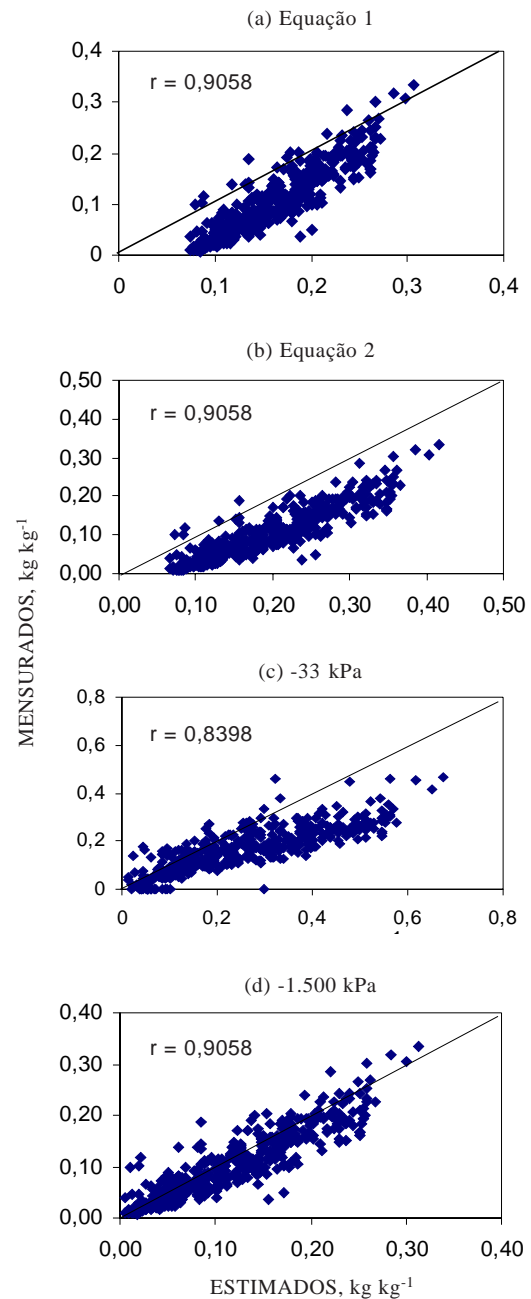 (a) Equação 1
0,4
r = 0,9058
0,3
0,2
0,1
0
0 0,1 0,2 0,3 0,4
(b) Equação 2
0,50
r = 0,9058
0,40
0,30
0,20
0,10
0,00
0,00 0,10 0,20 0,30 0,40 0,50
MENSURADOS, kg kg⁻¹
(c) -33 kPa
0,8
r = 0,8398
0,6
0,4
0,2
0
0 0,2 0,4 0,6 0,8
(d) -1.500 kPa
0,40
r = 0,9058
0,30
0,20
0,10
0,00
0,00 0,10 0,20 0,30 0,40
ESTIMADOS, kg kg⁻¹